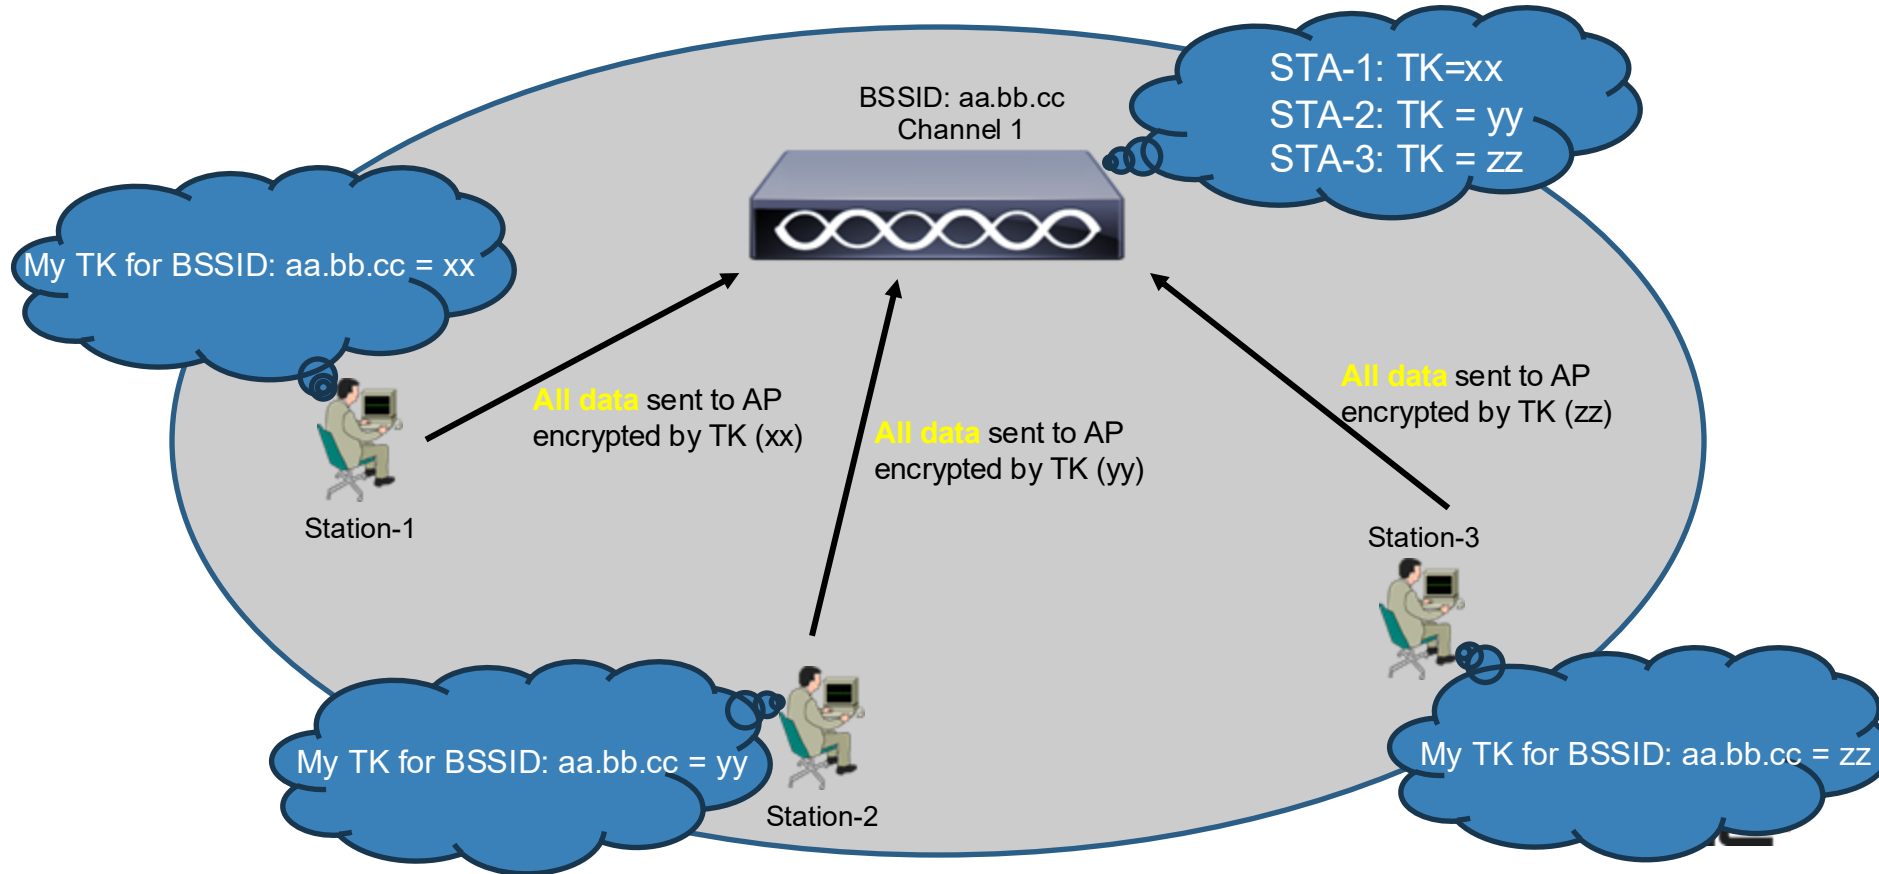 BSSID: aa.bb.cc
Channel 1
STA-1: TK=xx
STA-2: TK = yy
STA-3: TK = zz
My TK for BSSID: aa.bb.cc = xx
All data sent to AP
encrypted by TK (xx)
All data sent to AP
encrypted by TK (yy)
All data sent to AP
encrypted by TK (zz)
Station-1
Station-3
My TK for BSSID: aa.bb.cc = yy
Station-2
My TK for BSSID: aa.bb.cc = zz